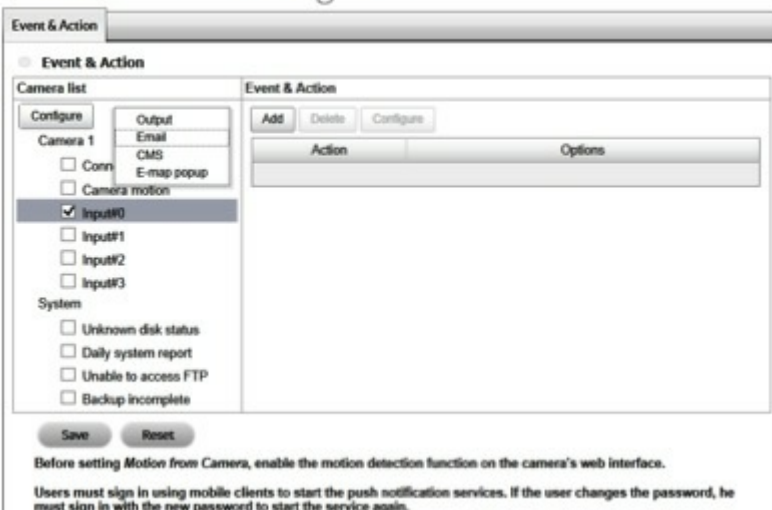 Event & Action
Event & Action
Camera list
Event & Action
Configure
Output
Email
CMS
E-map popup
Add
Delete
Configure
Action
Options
Camera 1
Conn
Camera motion
Input#0
Input#1
Input#2
Input#3
System
Unknown disk status
Daily system report
Unable to access FTP
Backup incomplete
Save
Reset
Before setting Motion from Camera, enable the motion detection function on the camera's web interface.
Users must sign in using mobile clients to start the push notification services. If the user changes the password, he
must sign in with the new password to start the service again.